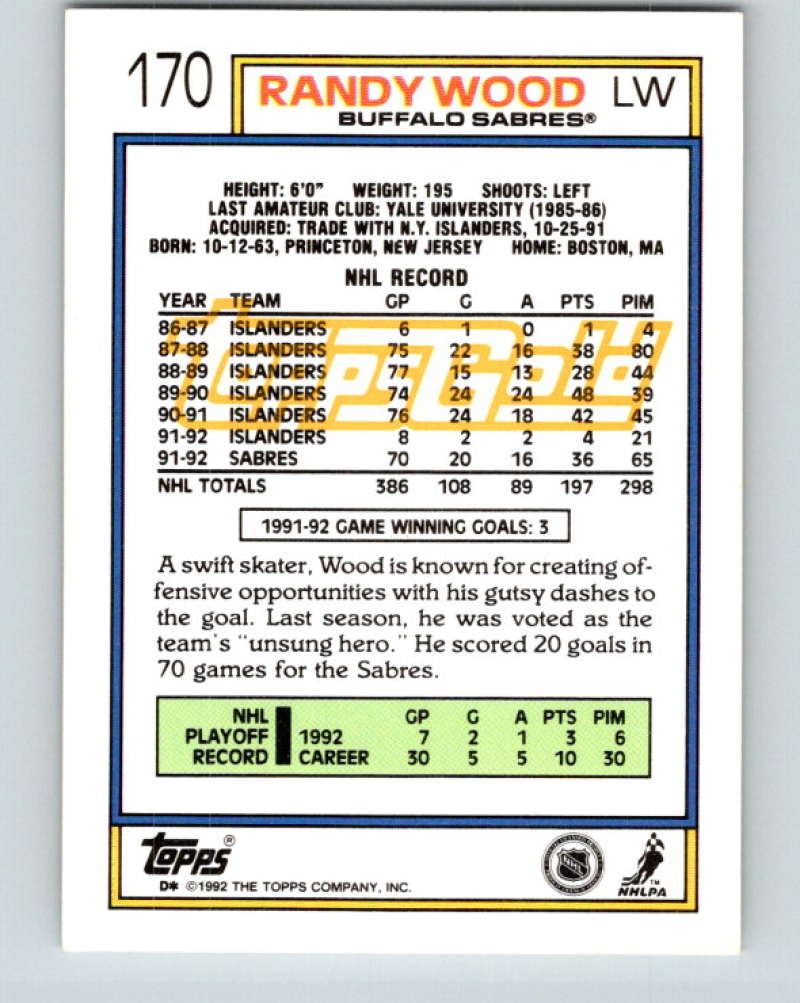 170
RANDY WOOD LW
BUFFALO SABRES®
HEIGHT: 6'0" WEIGHT: 195 SHOOTS: LEFT
LAST AMATEUR CLUB: YALE UNIVERSITY (1985-86)
ACQUIRED: TRADE WITH N.Y. ISLANDERS, 10-25-91
BORN: 10-12-63, PRINCETON, NEW JERSEY HOME: BOSTON, MA
NHL RECORD
YEAR TEAM GP G A PTS PIM
86-87 ISLANDERS 6 1 0 1 4
87-88 ISLANDERS 75 22 16 38 80
88-89 ISLANDERS 77 15 13 28 44
89-90 ISLANDERS 74 24 24 48 39
90-91 ISLANDERS 76 24 18 42 45
91-92 ISLANDERS 8 2 2 4 21
91-92 SABRES 70 20 16 36 65
NHL TOTALS 386 108 89 197 298
Topps Gold
1991-92 GAME WINNING GOALS: 3
A swift skater, Wood is known for creating of-
fensive opportunities with his gutsy dashes to
the goal. Last season, he was voted as the
team's "unsung hero." He scored 20 goals in
70 games for the Sabres.
NHL GP G A PTS PIM
PLAYOFF 1992 7 2 1 3 6
RECORD CAREER 30 5 5 10 30
TOPPS®
D* ©1992 THE TOPPS COMPANY, INC.
NHL
™
NHLPA